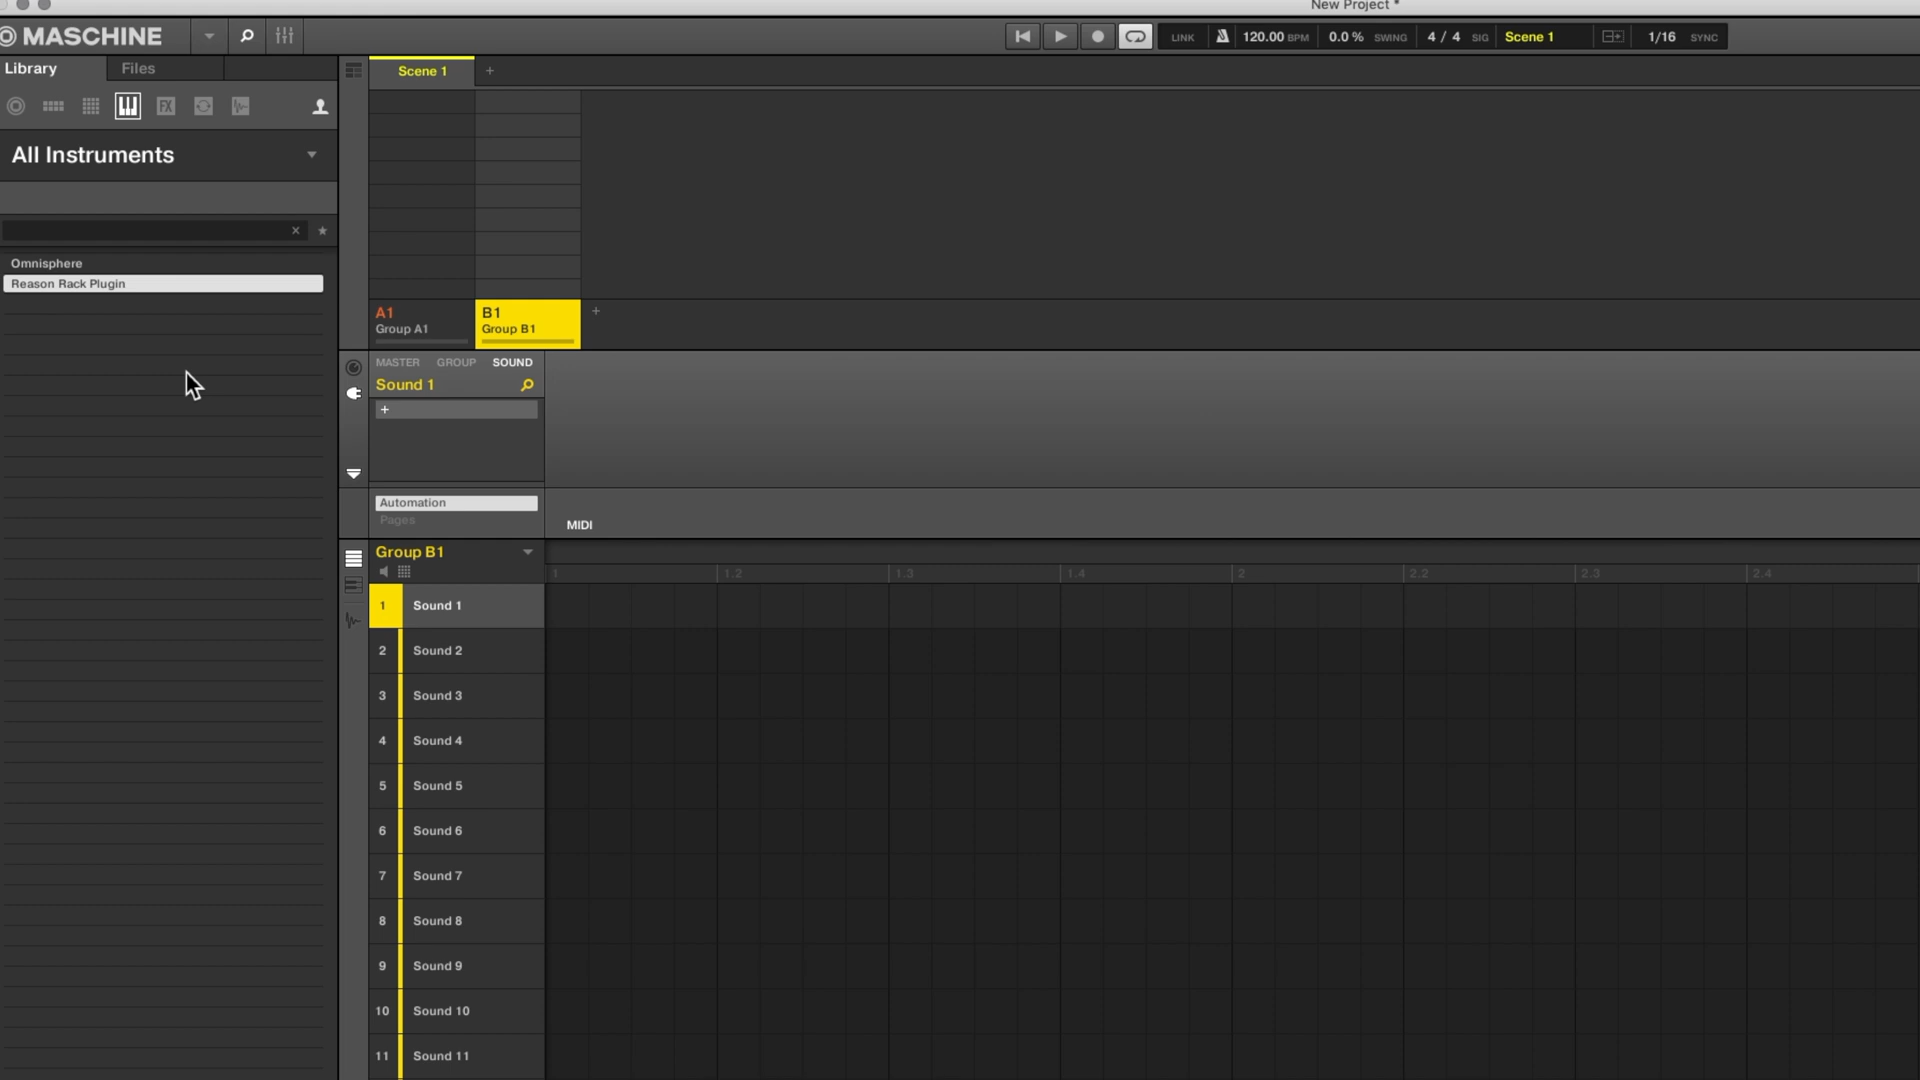 New Project *
MASCHINE
LINK 120.00 BPM 0.0 % SWING 4 / 4 SIG Scene 1 1/16 SYNC
Library Files
Scene 1 +
FX
All Instruments
Omnisphere
Reason Rack Plugin
A1
Group A1
B1
Group B1
+
MASTER GROUP SOUND
Sound 1
+
Automation
Pages
MIDI
Group B1
1 1.2 1.3 1.4 2 2.2 2.3 2.4
1 Sound 1
2 Sound 2
3 Sound 3
4 Sound 4
5 Sound 5
6 Sound 6
7 Sound 7
8 Sound 8
9 Sound 9
10 Sound 10
11 Sound 11